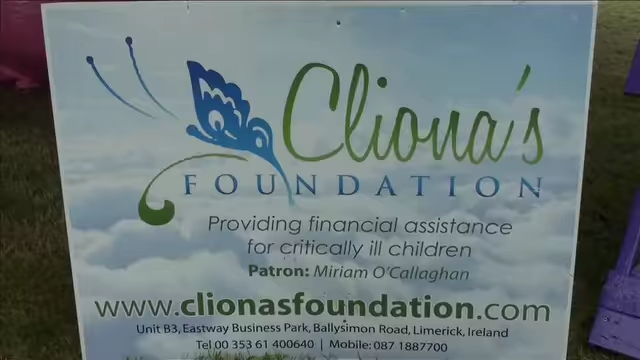 Cliona's
FOUNDATION
Providing financial assistance
for critically ill children
Patron: Miriam O'Callaghan
www.clionasfoundation.com
Unit B3, Eastway Business Park, Ballysimon Road, Limerick, Ireland
Tel 00 353 61 400640 | Mobile: 087 1887700